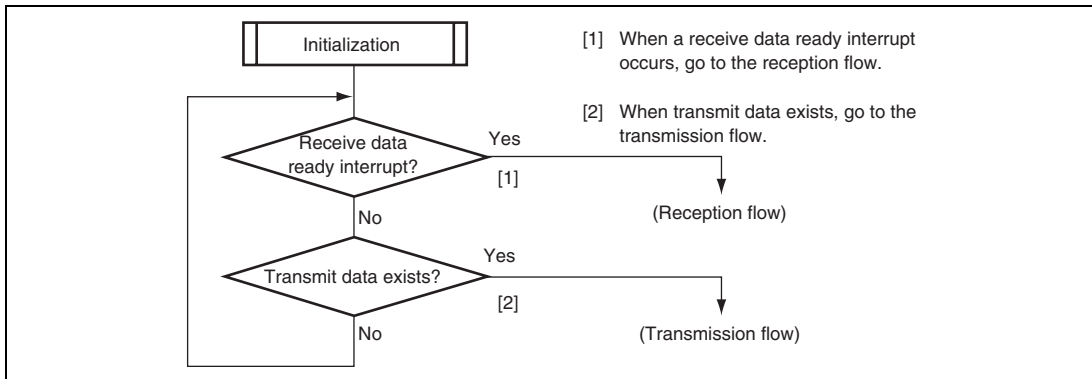 Initialization
[1] When a receive data ready interrupt
occurs, go to the reception flow.
[2] When transmit data exists, go to the
transmission flow.
Receive data
ready interrupt?
Yes
[1]
(Reception flow)
No
Transmit data exists?
Yes
[2]
(Transmission flow)
No